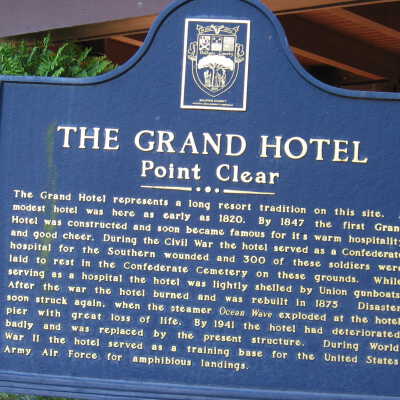 THE GRAND HOTEL
Point Clear
The Grand Hotel represents a long resort tradition on this site. A
modest hotel was here as early as 1820. By 1847 the first Grand
Hotel was constructed and soon became famous for it's warm hospitality
and good cheer. During the Civil War the hotel served as a Confederate
hospital for the Southern wounded and 300 of these soldiers were
laid to rest in the Confederate Cemetery on these grounds. While
serving as a hospital the hotel was lightly shelled by Union gunboats.
After the war the hotel burned and was rebuilt in 1875 Disaster
soon struck again, when the steamer Ocean Wave exploded at the hotel
pier with great loss of life. By 1941 the hotel had deteriorated
badly and was replaced by the present structure. During World
War II the hotel served as a training base for the United States
Army Air Force for amphibious landings.